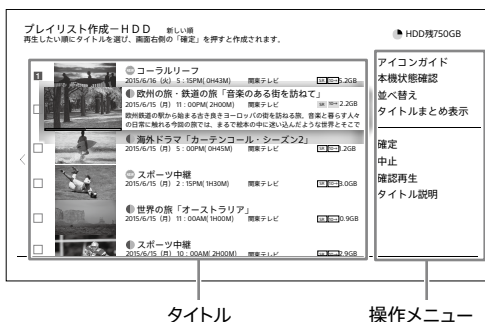 プレイリスト作成－ＨＤＤ 新しい順
再生したい順にタイトルを選び、画面右側の「確定」を押すと作成されます。
HDD残750GB
1
コーラルリーフ
2015/6/16（火） 5：15PM( 0H43M) 関東テレビ SR 5.2GB
欧州の旅・鉄道の旅「音楽のある街を訪ねて」
2015/6/15（月） 11：00PM( 2H00M) 関東テレビ SR 2.2GB
欧州鉄道の駅から始まる古き良きヨーロッパの街を訪ねる旅。音楽と暮らす人々
の日常に触れる今回の旅では、まるで絵本の中に迷い込んだような世界とそこで
海外ドラマ「カーテンコール・シーズン2」
2015/6/15（月） 5：00PM( 0H45M) 関東テレビ SR 3.2GB
スポーツ中継
2015/6/15（月） 2：15PM( 1H30M) 関東テレビ SR 3.0GB
世界の旅「オーストラリア」
2015/6/15（月） 11：00AM( 1H00M) 関東テレビ SR 0.9GB
スポーツ中継
2015/6/15（月） 10：00AM( 2H00M) 関東テレビ SR 2.9GB
アイコンガイド
本機状態確認
並べ替え
タイトルまとめ表示
確定
中止
確認再生
タイトル説明
タイトル
操作メニュー